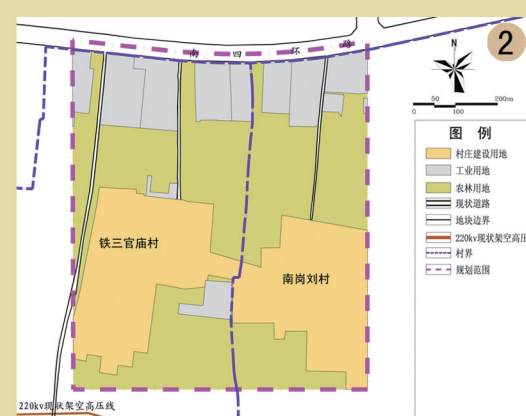 2
南四环路
N
50
200m
0
100
图例
村庄建设用地
工业用地
农林用地
现状道路
地块边界
220kv现状架空高压
村界
规划范围
铁三官庙村
南岗刘村
220kv现状架空高压线